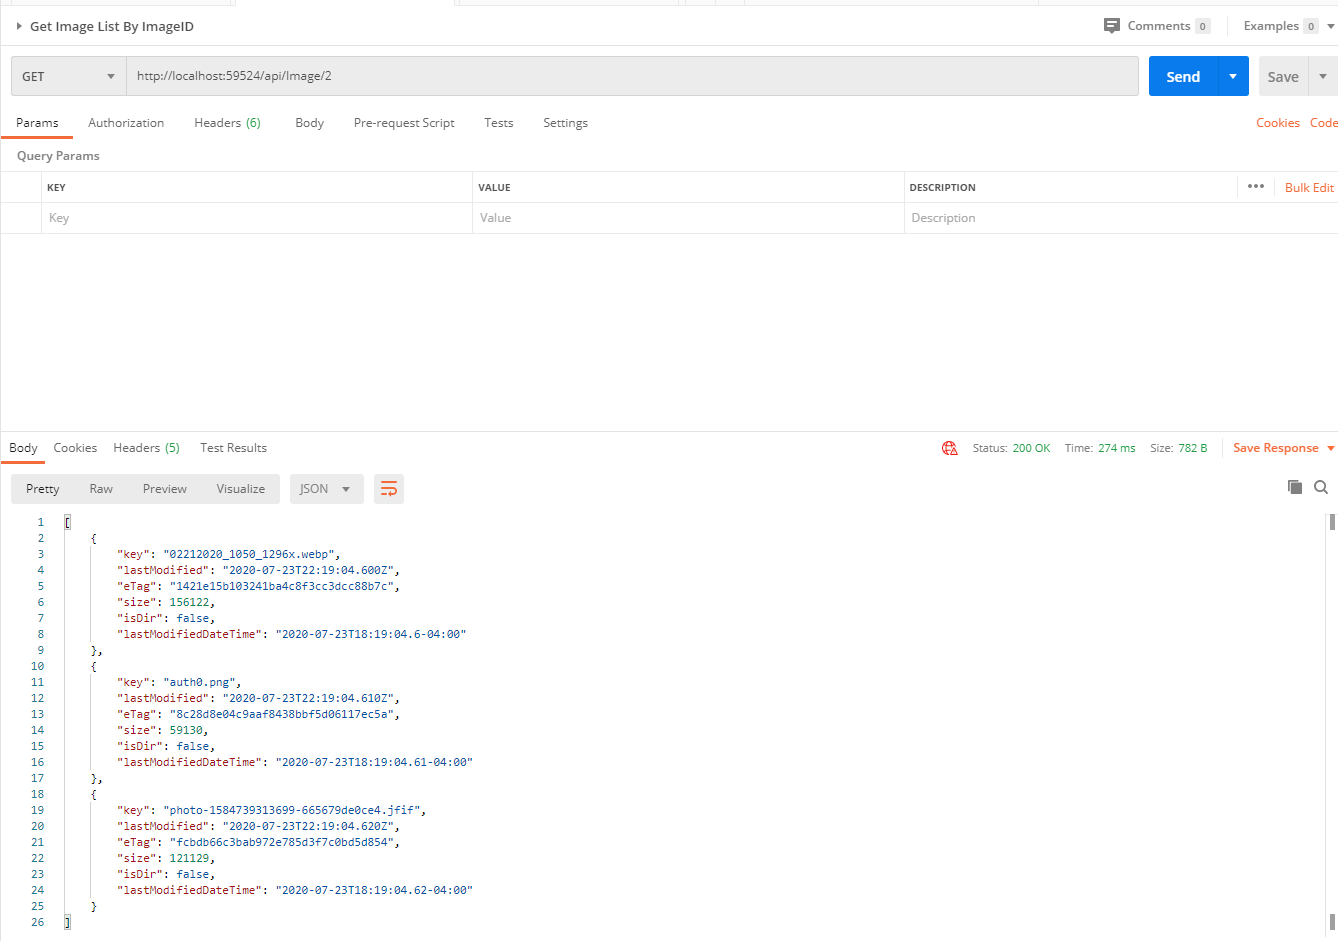 Get Image List By ImageID Comments 0 Examples 0
GET http://localhost:59524/api/Image/2 Send Save
Params Authorization Headers (6) Body Pre-request Script Tests Settings Cookies Code
Query Params
KEY VALUE DESCRIPTION ••• Bulk Edit
Key Value Description
Body Cookies Headers (5) Test Results Status: 200 OK Time: 274 ms Size: 782 B Save Response
Pretty Raw Preview Visualize JSON
1 [
2 {
3 "key": "02212020_1050_1296x.webp",
4 "lastModified": "2020-07-23T22:19:04.600Z",
5 "eTag": "1421e15b103241ba4c8f3cc3dcc88b7c",
6 "size": 156122,
7 "isDir": false,
8 "lastModifiedDateTime": "2020-07-23T18:19:04.6-04:00"
9 },
10 {
11 "key": "auth0.png",
12 "lastModified": "2020-07-23T22:19:04.610Z",
13 "eTag": "8c28d8e04c9aaf8438bbf5d06117ec5a",
14 "size": 59130,
15 "isDir": false,
16 "lastModifiedDateTime": "2020-07-23T18:19:04.61-04:00"
17 },
18 {
19 "key": "photo-1584739313699-665679de0ce4.jfif",
20 "lastModified": "2020-07-23T22:19:04.620Z",
21 "eTag": "fcbdb66c3bab972e785d3f7c0bd5d854",
22 "size": 121129,
23 "isDir": false,
24 "lastModifiedDateTime": "2020-07-23T18:19:04.62-04:00"
25 }
26 ]